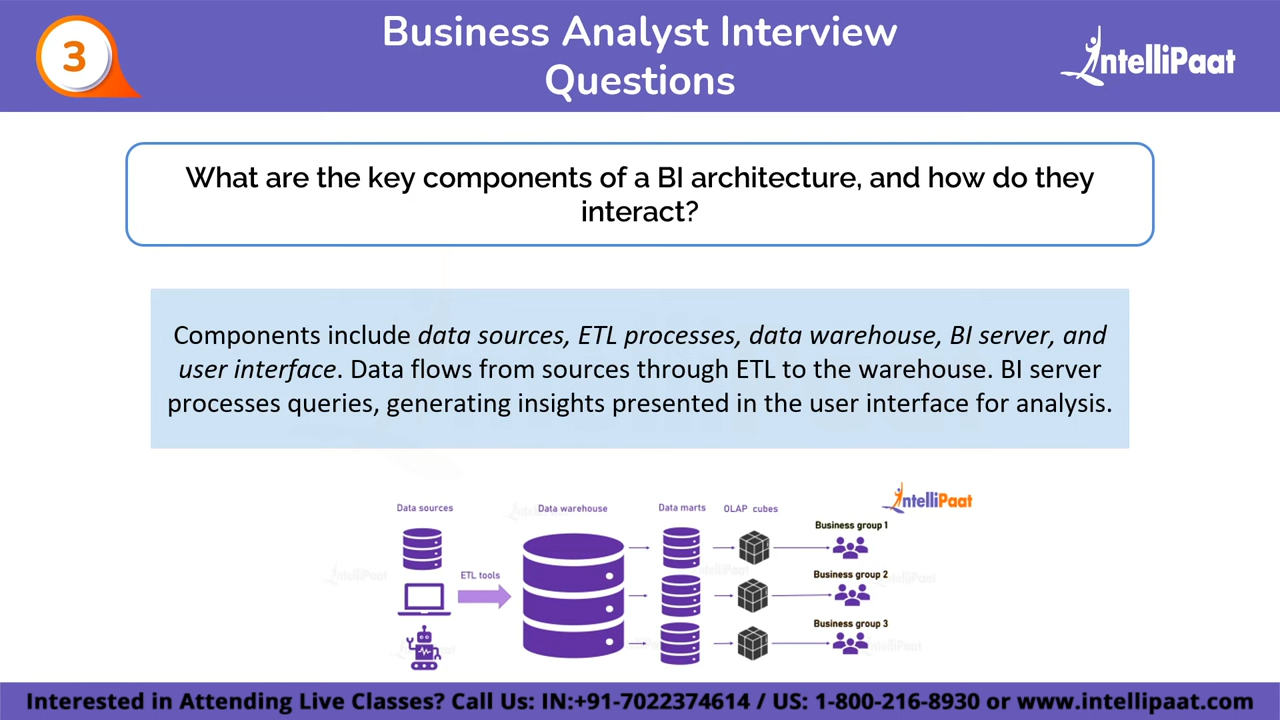 3
Business Analyst Interview
Questions
IntelliPaat
What are the key components of a BI architecture, and how do they
interact?
Components include data sources, ETL processes, data warehouse, BI server, and
user interface. Data flows from sources through ETL to the warehouse. BI server
processes queries, generating insights presented in the user interface for analysis.
IntelliPaat
Data sources
Data warehouse
Data marts
OLAP cubes
Business group 1
ETL tools
Business group 2
Business group 3
Interested in Attending Live Classes? Call Us: IN:+91-7022374614 / US: 1-800-216-8930 or www.intellipaat.com